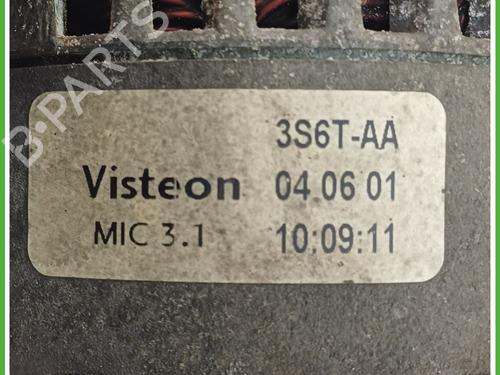 B-PARTS
3S6T-AA
Visteon 04 06 01
MIC 3.1 10:09:11